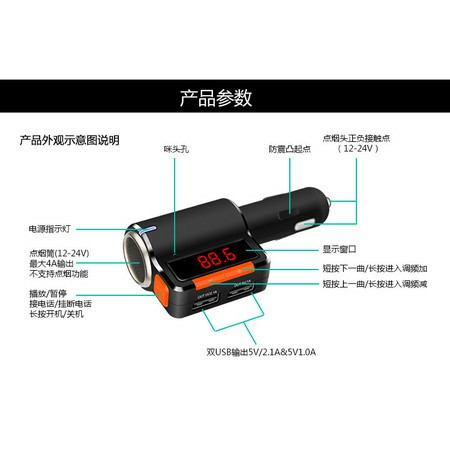 产品参数
产品外观示意图说明
咪头孔
防震凸起点
点烟头正负接触点
（12-24V）
电源指示灯
点烟筒(12-24V)
最大4A输出
不支持点烟功能
播放/暂停
接电话/挂断电话
长按开机/关机
88.6
显示窗口
短按下一曲/长按进入调频加
短按上一曲/长按进入调频减
双USB输出5V/2.1A&5V1.0A